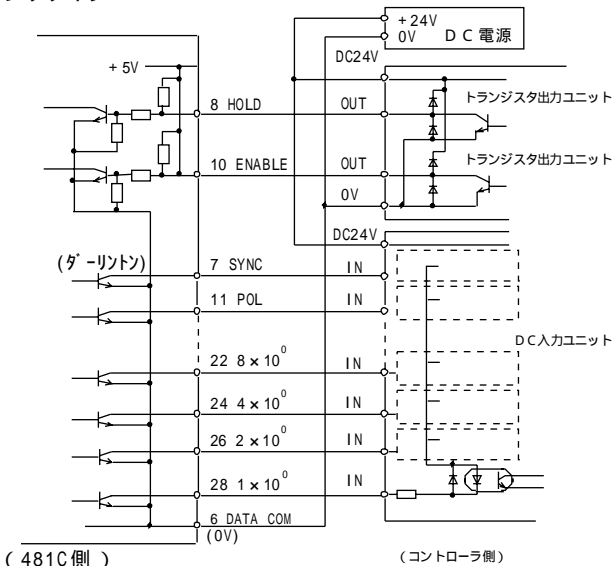 +24V
0V DC電源
DC24V
+5V
8 HOLD OUT トランジスタ出力ユニット
10 ENABLE OUT トランジスタ出力ユニット
0V
DC24V
(ダーリントン)
7 SYNC IN
11 POL IN
DC入力ユニット
22 8×10⁰ IN
24 4×10⁰ IN
26 2×10⁰ IN
28 1×10⁰ IN
6 DATA COM
(0V)
(481C側) (コントローラ側)